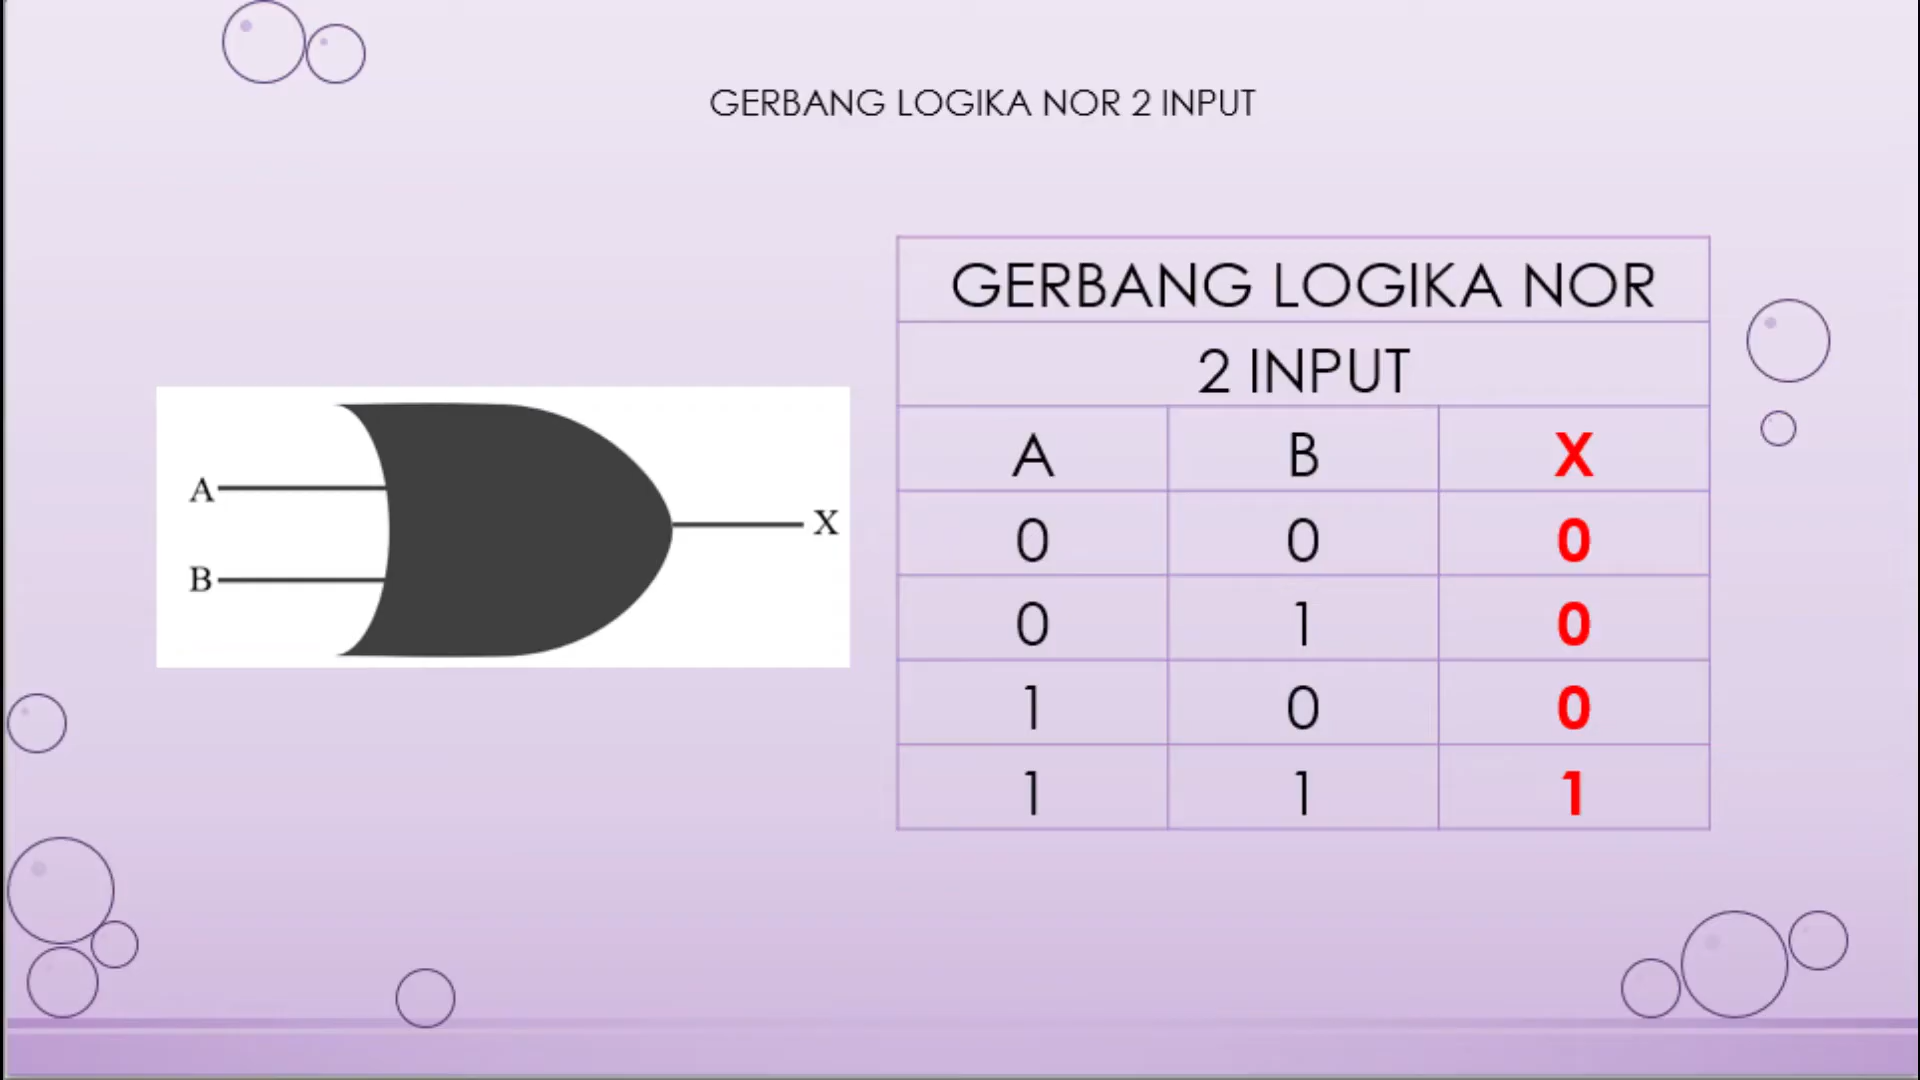 GERBANG LOGIKA NOR 2 INPUT
A
B
X
GERBANG LOGIKA NOR
2 INPUT
A B X
0 0 0
0 1 0
1 0 0
1 1 1